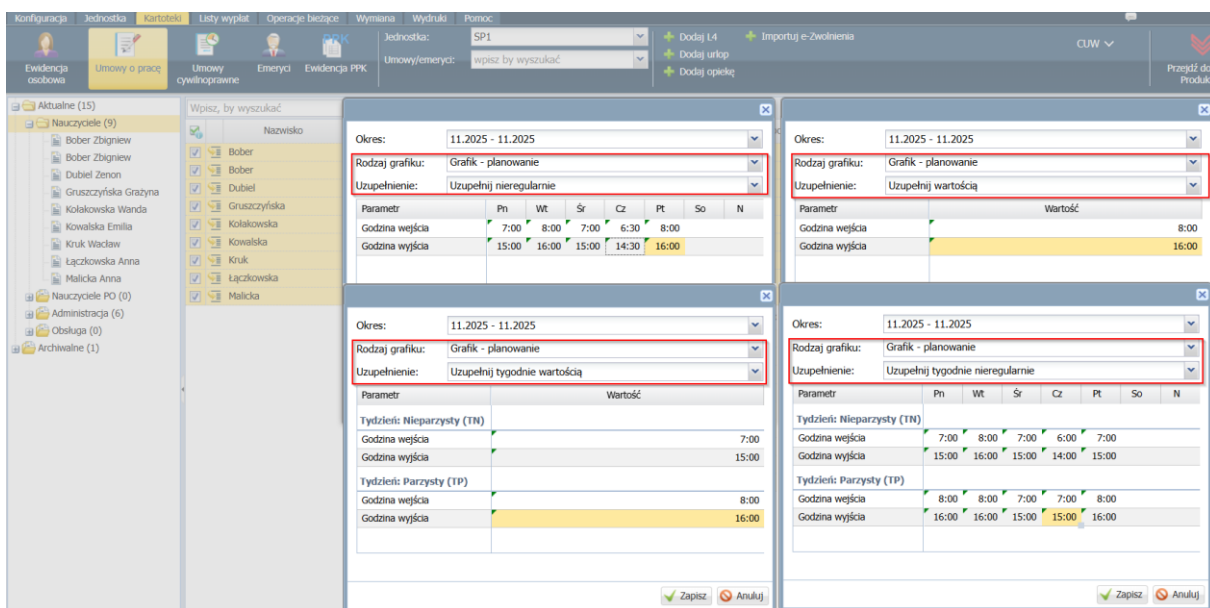 Konfiguracja Jednostka Kartoteki Listy wypłat Operacje bieżące Wymiana Wydruki Pomoc
Ewidencja osobowa
Umowy o pracę
Umowy cywilnoprawne
Emeryci
Ewidencja PPK
Jednostka: SP1
Umowy/emeryci: wpisz by wyszukać
Dodaj L4
Dodaj urlop
Dodaj opiekę
Importuj e-Zwolnienia
CUW
Przejdź do
Produk
Aktualne (15)
Nauczyciele (9)
Bober Zbigniew
Bober Zbigniew
Dubiel Zenon
Gruszczyńska Grażyna
Kołakowska Wanda
Kowalska Emilia
Kruk Wacław
Łączkowska Anna
Malicka Anna
Nauczyciele PO (0)
Administracja (6)
Obsługa (0)
Archiwalne (1)
Wpisz, by wyszukać
Nazwisko
Bober
Bober
Dubiel
Gruszczyńska
Kołakowska
Kowalska
Kruk
Łączkowska
Malicka
Okres: 11.2025 - 11.2025
Rodzaj grafiku: Grafik - planowanie
Uzupełnienie: Uzupełnij nieregularnie
Parametr Pn Wt Śr Cz Pt So N
Godzina wejścia 7:00 8:00 7:00 6:30 8:00
Godzina wyjścia 15:00 16:00 15:00 14:30 16:00
Okres: 11.2025 - 11.2025
Rodzaj grafiku: Grafik - planowanie
Uzupełnienie: Uzupełnij wartością
Parametr Wartość
Godzina wejścia 8:00
Godzina wyjścia 16:00
Okres: 11.2025 - 11.2025
Rodzaj grafiku: Grafik - planowanie
Uzupełnienie: Uzupełnij tygodnie wartością
Parametr Wartość
Tydzień: Nieparzysty (TN)
Godzina wejścia 7:00
Godzina wyjścia 15:00
Tydzień: Parzysty (TP)
Godzina wejścia 8:00
Godzina wyjścia 16:00
Zapisz Anuluj
Okres: 11.2025 - 11.2025
Rodzaj grafiku: Grafik - planowanie
Uzupełnienie: Uzupełnij tygodnie nieregularnie
Parametr Pn Wt Śr Cz Pt So N
Tydzień: Nieparzysty (TN)
Godzina wejścia 7:00 8:00 7:00 6:00 7:00
Godzina wyjścia 15:00 16:00 15:00 14:00 15:00
Tydzień: Parzysty (TP)
Godzina wejścia 8:00 8:00 7:00 7:00 8:00
Godzina wyjścia 16:00 16:00 15:00 15:00 16:00
Zapisz Anuluj